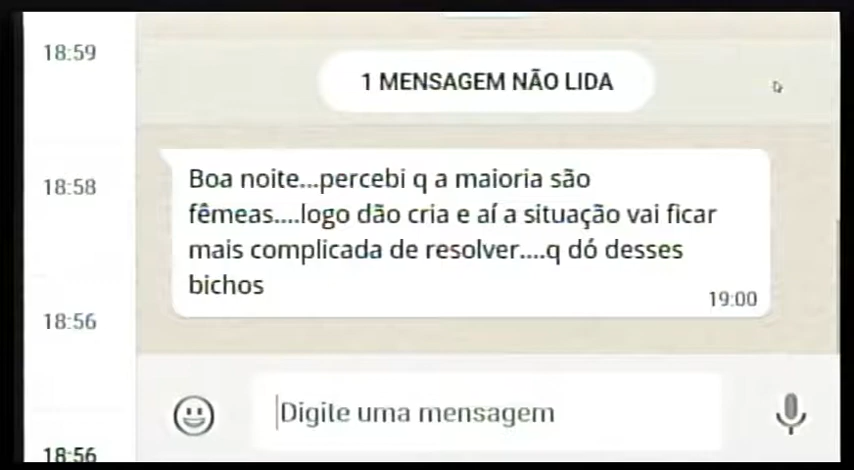 18:59
1 MENSAGEM NÃO LIDA
18:58
Boa noite...percebi q a maioria são
fêmeas....logo dão cria e aí a situação vai ficar
mais complicada de resolver....q dó desses
bichos
19:00
18:56
Digite uma mensagem
18:56